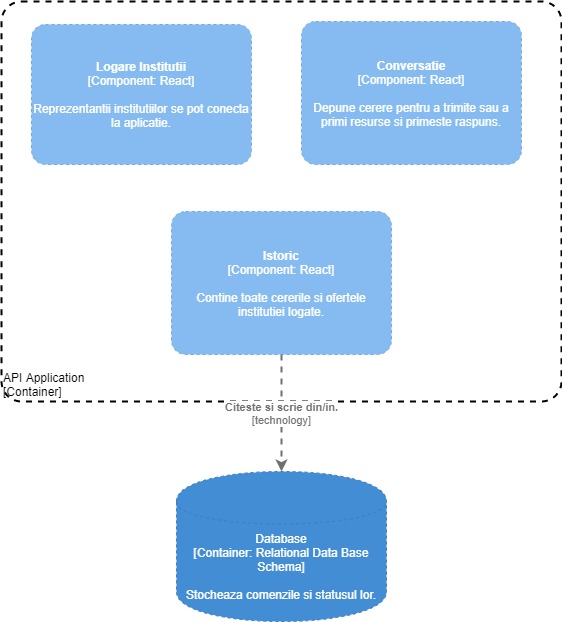 Logare Institutii
[Component: React]
Reprezentantii institutiilor se pot conecta
la aplicatie.
Conversatie
[Component: React]
Depune cerere pentru a trimite sau a
primi resurse si primeste raspuns.
Istoric
[Component: React]
Contine toate cererile si ofertele
institutiei logate.
API Application
[Container]
Citeste si scrie din/in.
[technology]
Database
[Container: Relational Data Base
Schema]
Stocheaza comenzile si statusul lor.